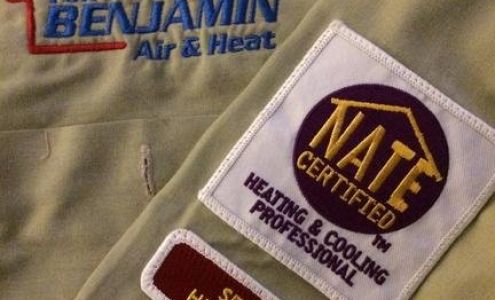 BENJAMIN
Air & Heat
NATE
CERTIFIED
TM
HEATING & COOLING
PROFESSIONAL